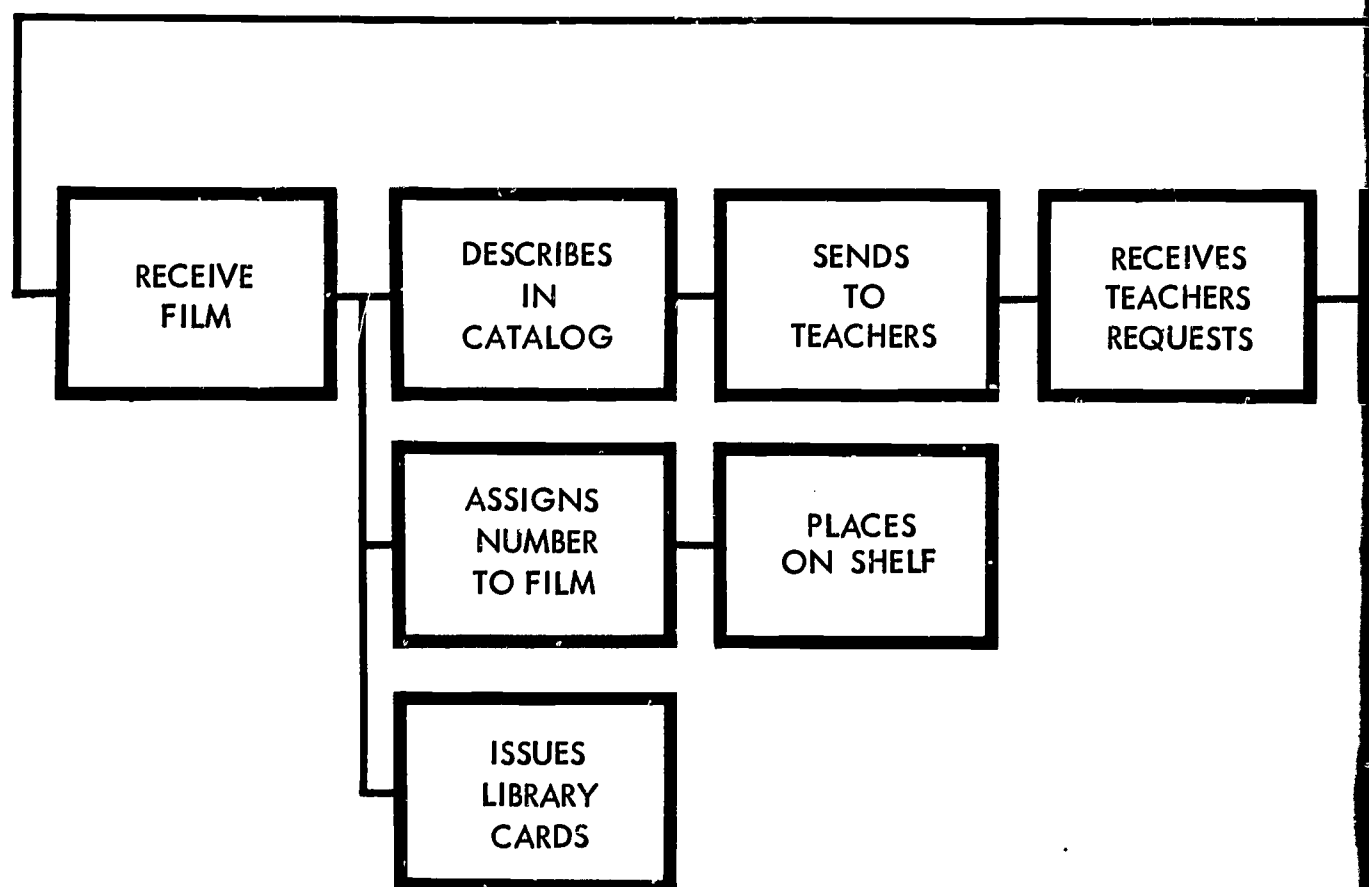 RECEIVE
FILM
DESCRIBES
IN
CATALOG
SENDS
TO
TEACHERS
RECEIVES
TEACHERS
REQUESTS
ASSIGNS
NUMBER
TO FILM
PLACES
ON SHELF
ISSUES
LIBRARY
CARDS